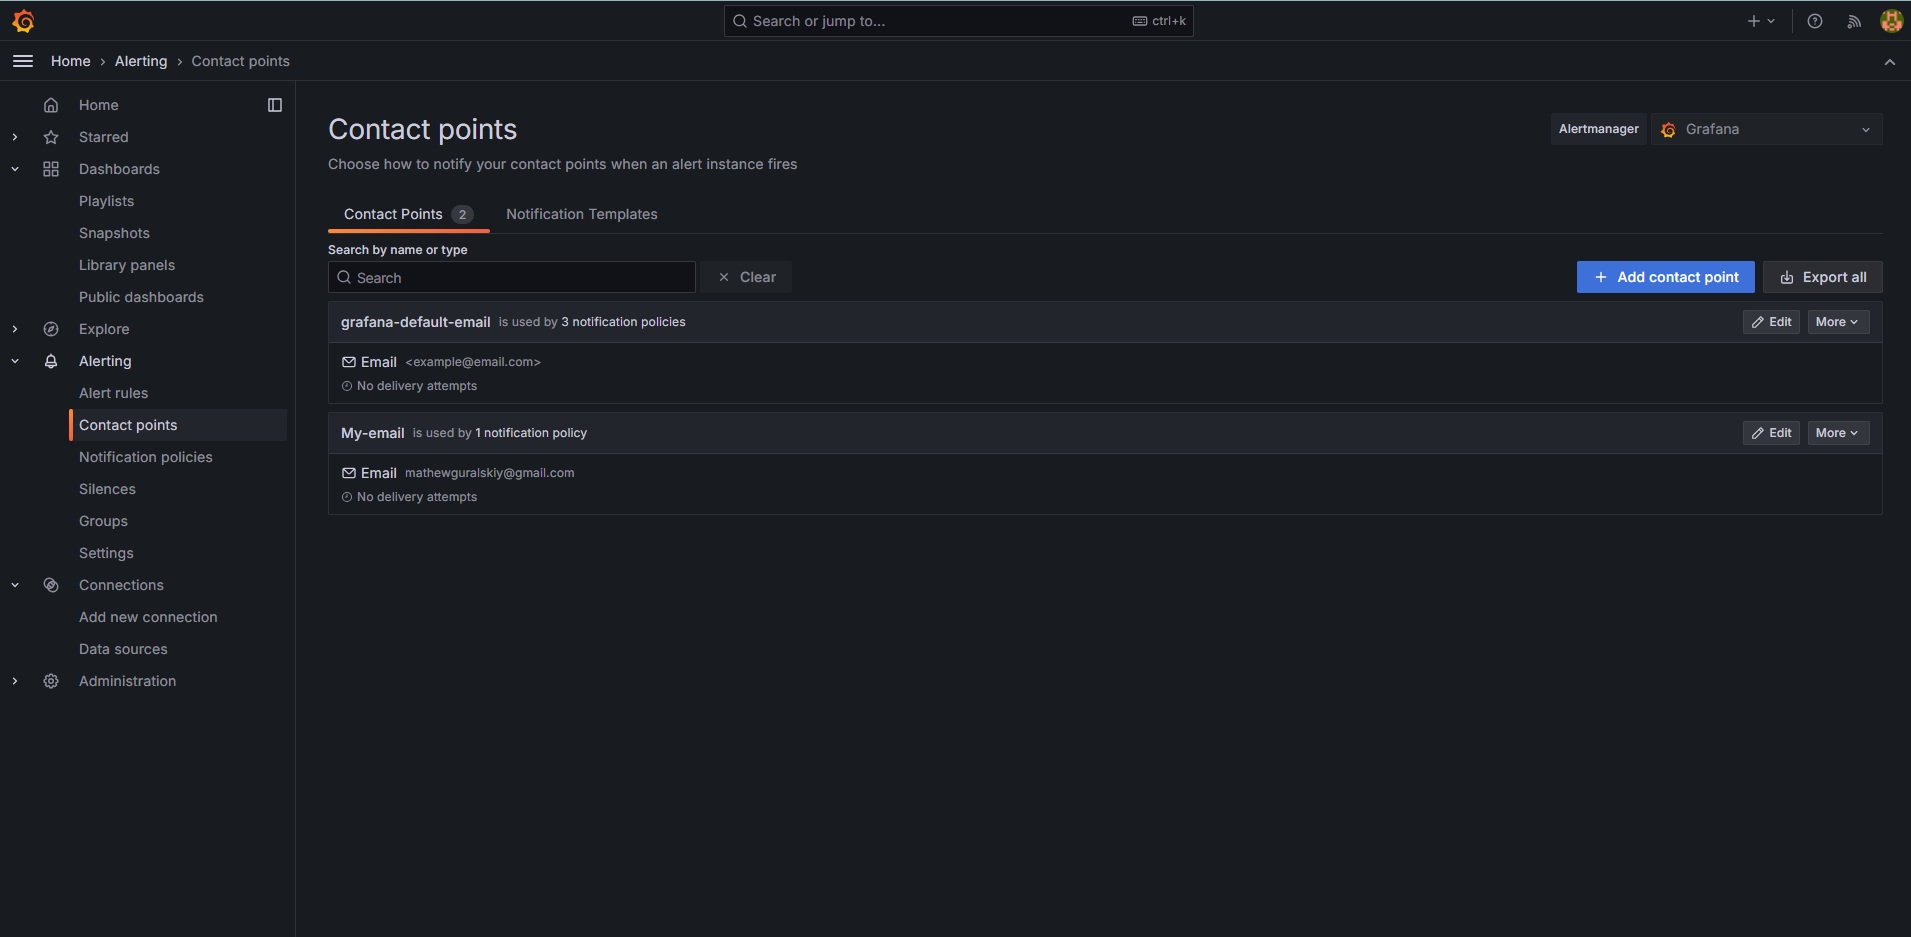 Search or jump to...
ctrl+k
Home › Alerting › Contact points
Home
Starred
Dashboards
Playlists
Snapshots
Library panels
Public dashboards
Explore
Alerting
Alert rules
Contact points
Notification policies
Silences
Groups
Settings
Connections
Add new connection
Data sources
Administration
Contact points
Alertmanager
Grafana
Choose how to notify your contact points when an alert instance fires
Contact Points 2
Notification Templates
Search by name or type
Search
Clear
Add contact point
Export all
grafana-default-email is used by 3 notification policies
Edit
More
Email <example@email.com>
No delivery attempts
My-email is used by 1 notification policy
Edit
More
Email mathewguralskiy@gmail.com
No delivery attempts